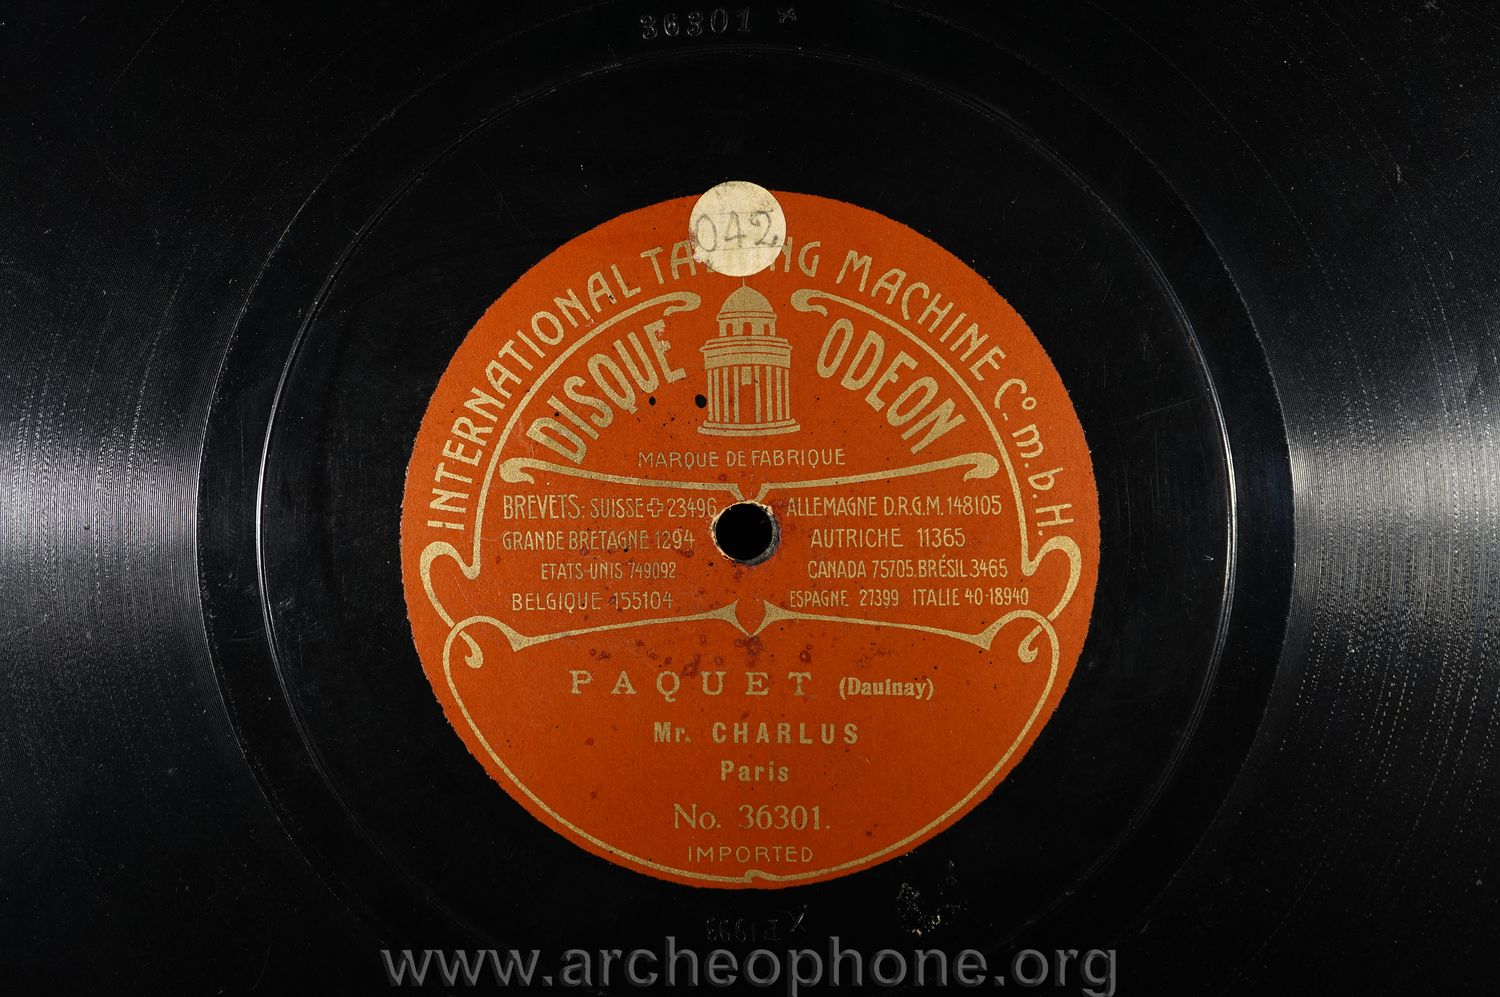 36301 *
042
INTERNATIONAL TALKING MACHINE Co. m.b.H.
DISQUE ODEON
MARQUE DE FABRIQUE
BREVETS: SUISSE 23496 ALLEMAGNE D.R.G.M. 148105
GRANDE BRETAGNE 1294 AUTRICHE 11365
ETATS-UNIS 749092 CANADA 75705. BRÉSIL 3465
BELGIQUE 155104 ESPAGNE 27399 ITALIE 40-18940
PAQUET (Daulnay)
Mr. CHARLUS
Paris
No. 36301.
IMPORTED
www.archeophone.org